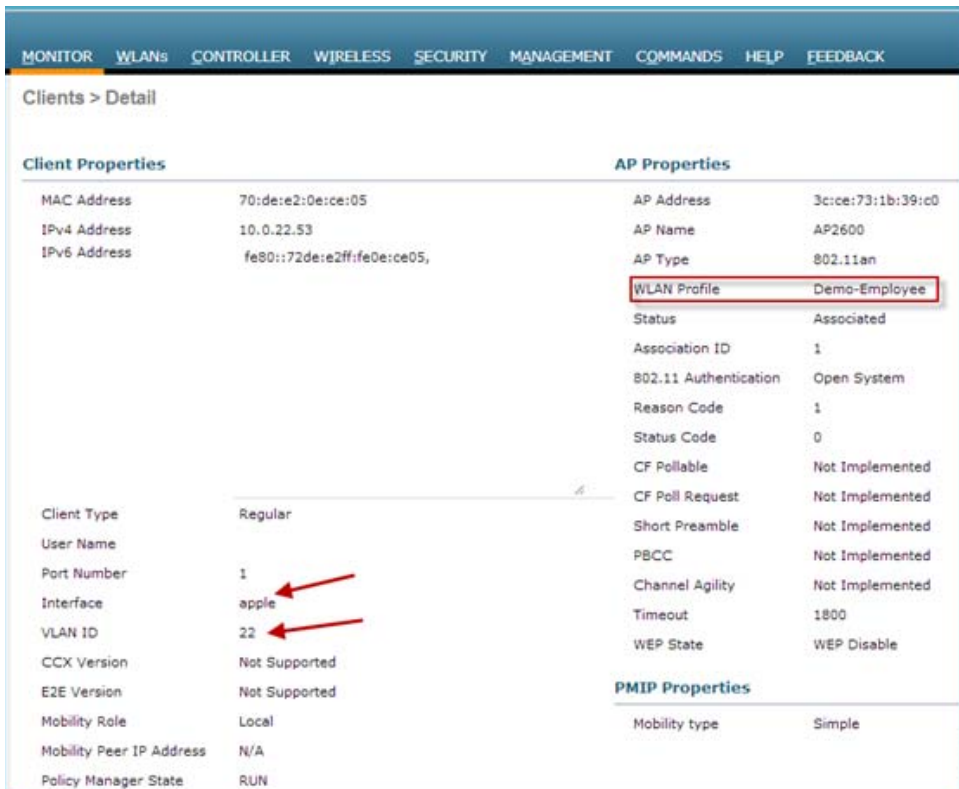 MONITOR WLANs CONTROLLER WIRELESS SECURITY MANAGEMENT COMMANDS HELP FEEDBACK
Clients > Detail
Client Properties
MAC Address 70:de:e2:0e:ce:05
IPv4 Address 10.0.22.53
IPv6 Address fe80::72de:e2ff:fe0e:ce05,
Client Type Regular
User Name
Port Number 1
Interface apple
VLAN ID 22
CCX Version Not Supported
E2E Version Not Supported
Mobility Role Local
Mobility Peer IP Address N/A
Policy Manager State RUN
AP Properties
AP Address 3c:ce:73:1b:39:c0
AP Name AP2600
AP Type 802.11an
WLAN Profile Demo-Employee
Status Associated
Association ID 1
802.11 Authentication Open System
Reason Code 1
Status Code 0
CF Pollable Not Implemented
CF Poll Request Not Implemented
Short Preamble Not Implemented
PBCC Not Implemented
Channel Agility Not Implemented
Timeout 1800
WEP State WEP Disable
PMIP Properties
Mobility type Simple